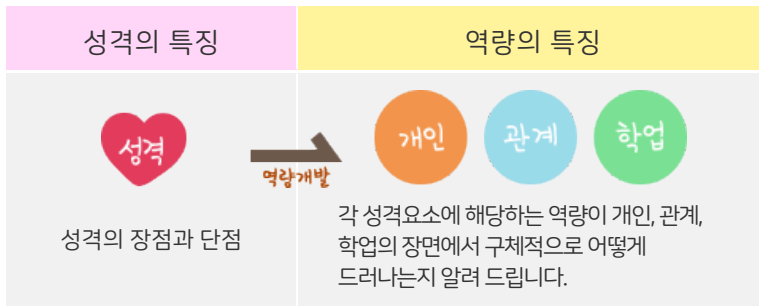 성격의 특징
역량의 특징
성격
역량개발
개인
관계
학업
성격의 장점과 단점
각 성격요소에 해당하는 역량이 개인, 관계,
학업의 장면에서 구체적으로 어떻게
드러나는지 알려 드립니다.